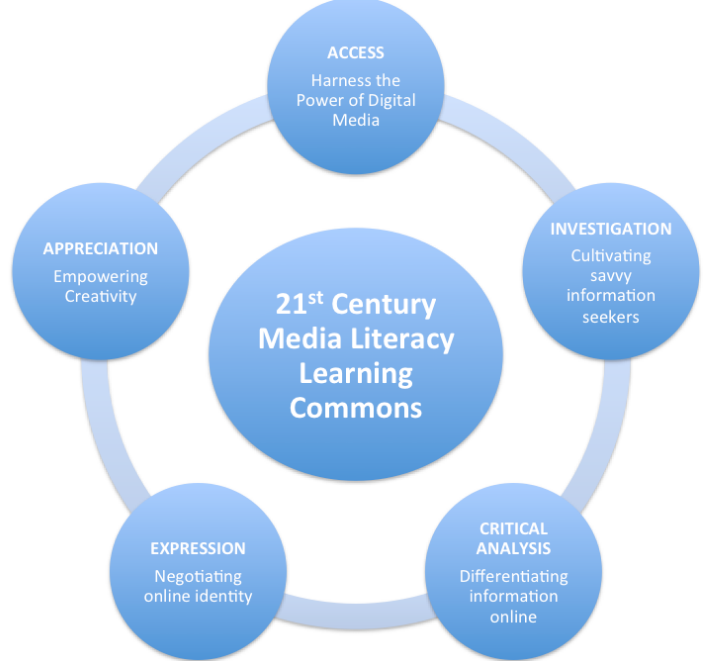 ACCESS
Harness the
Power of Digital
Media
INVESTIGATION
Cultivating
savvy
information
seekers
APPRECIATION
Empowering
Creativity
21st Century
Media Literacy
Learning
Commons
CRITICAL
ANALYSIS
Differentiating
information
online
EXPRESSION
Negotiating
online identity